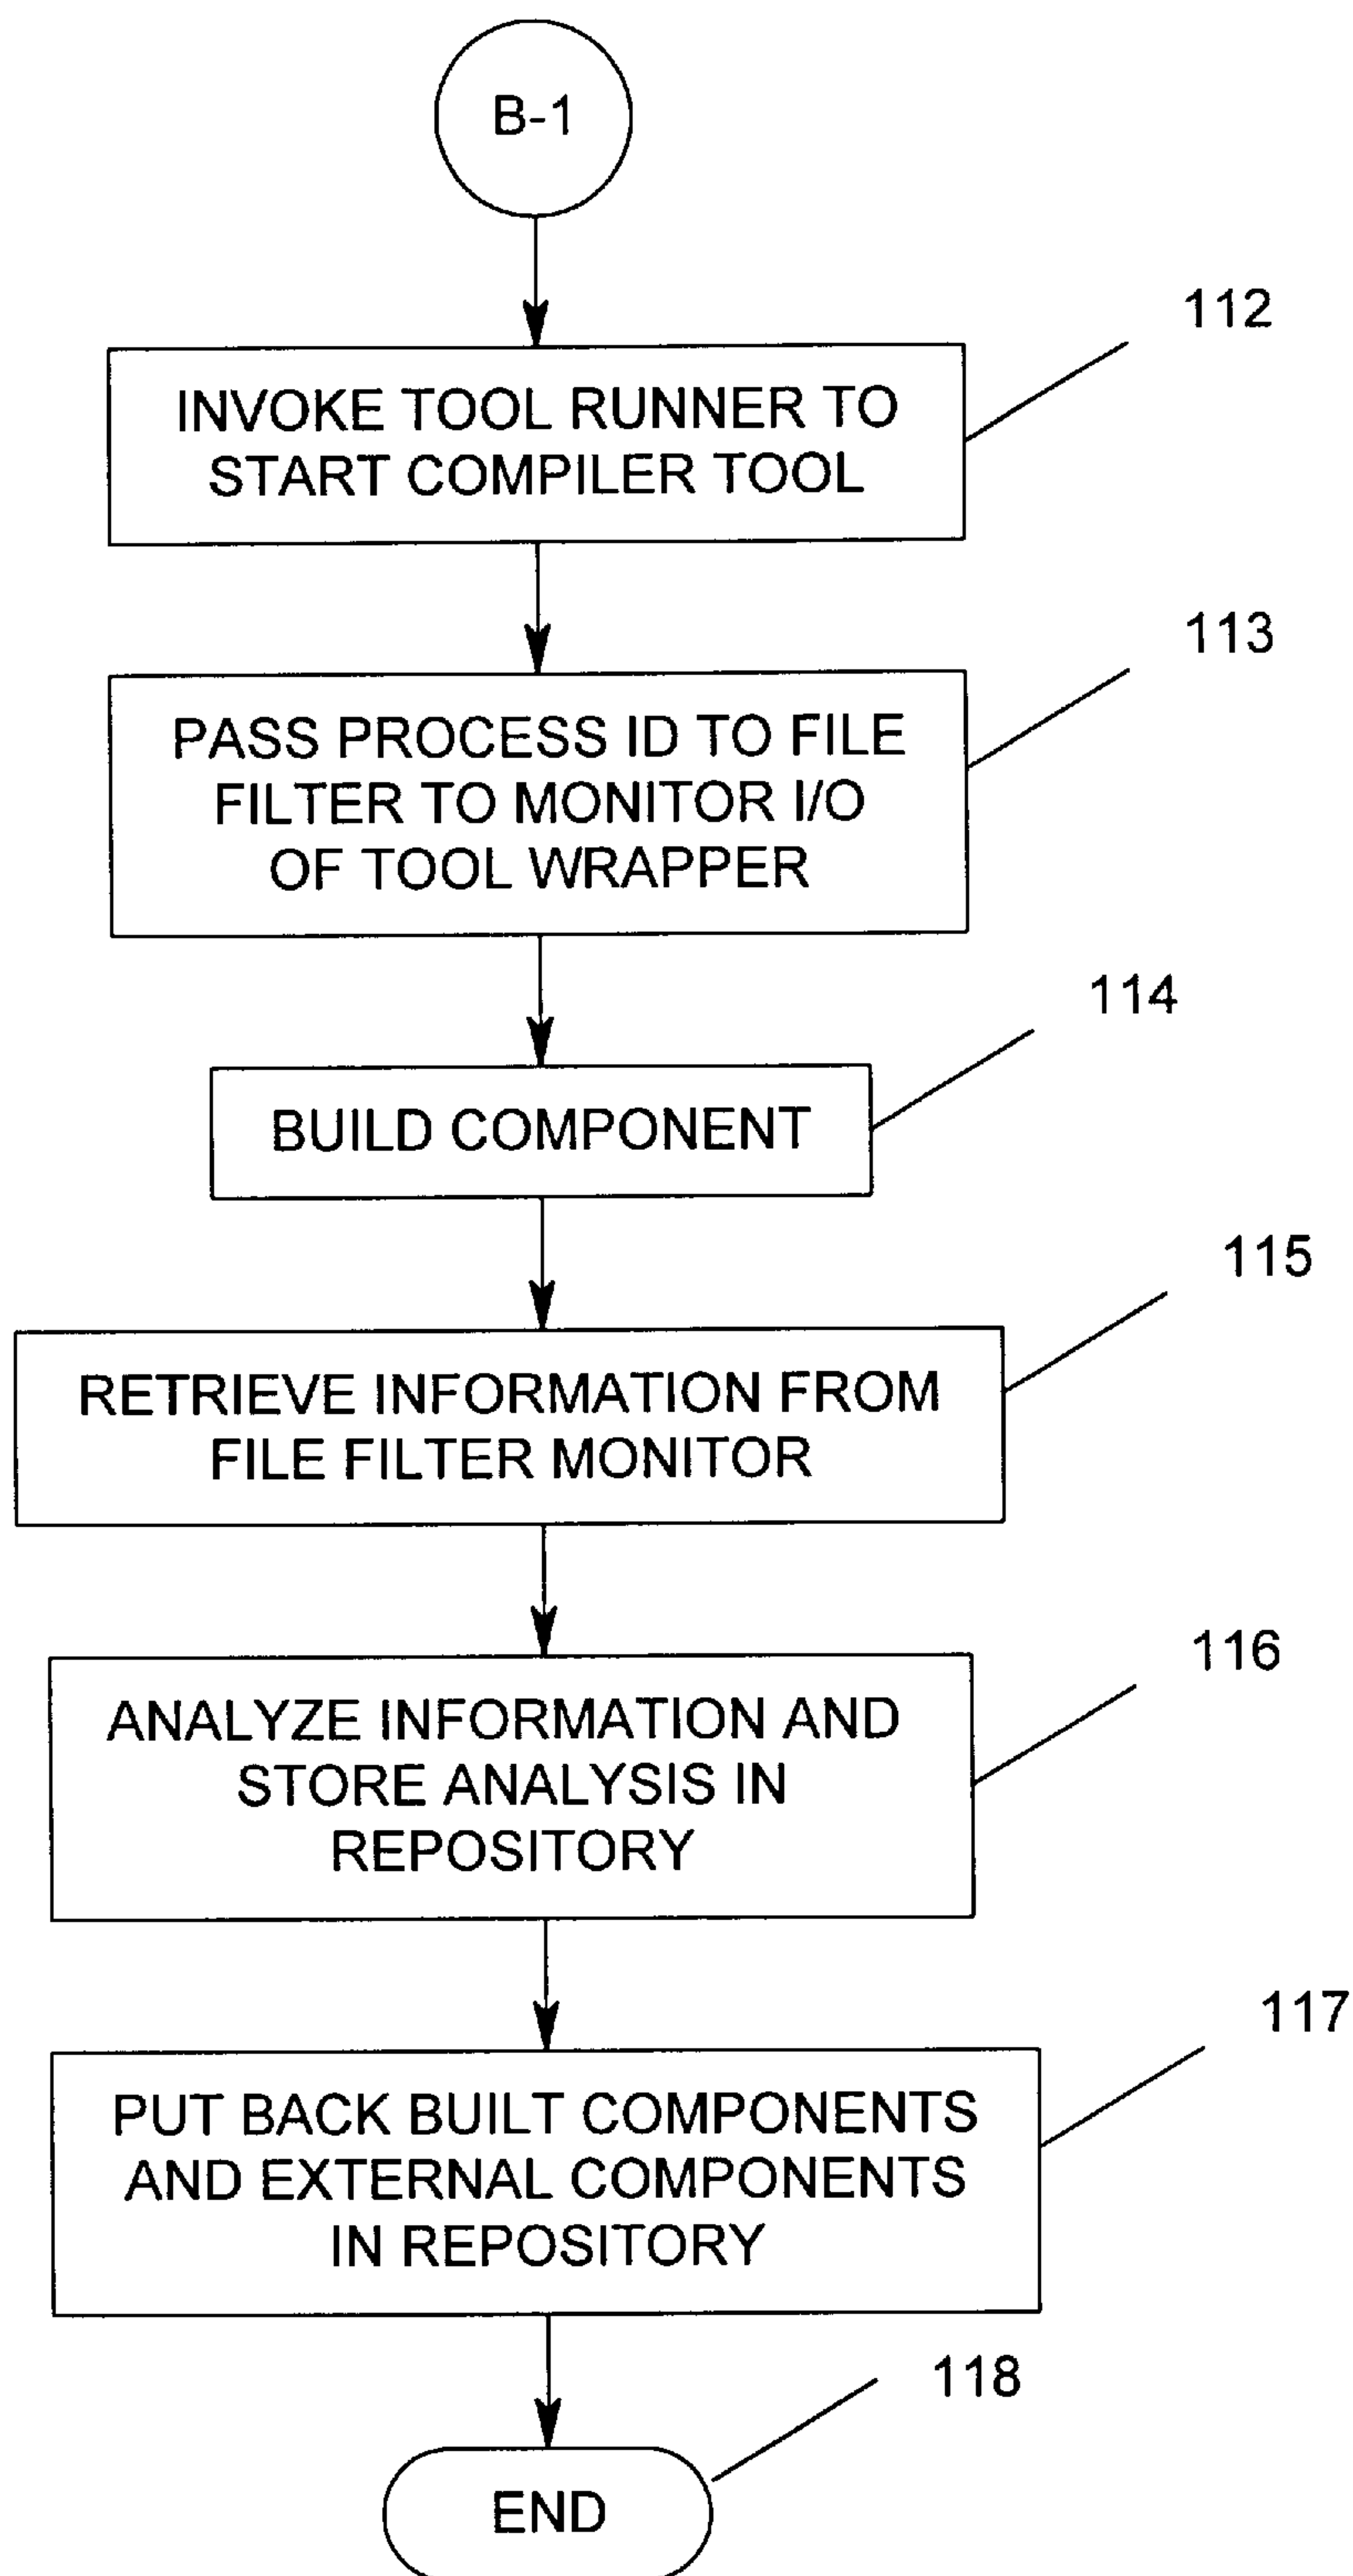 B-1
112
INVOKE TOOL RUNNER TO
START COMPILER TOOL
113
PASS PROCESS ID TO FILE
FILTER TO MONITOR I/O
OF TOOL WRAPPER
114
BUILD COMPONENT
115
RETRIEVE INFORMATION FROM
FILE FILTER MONITOR
116
ANALYZE INFORMATION AND
STORE ANALYSIS IN
REPOSITORY
117
PUT BACK BUILT COMPONENTS
AND EXTERNAL COMPONENTS
IN REPOSITORY
118
END